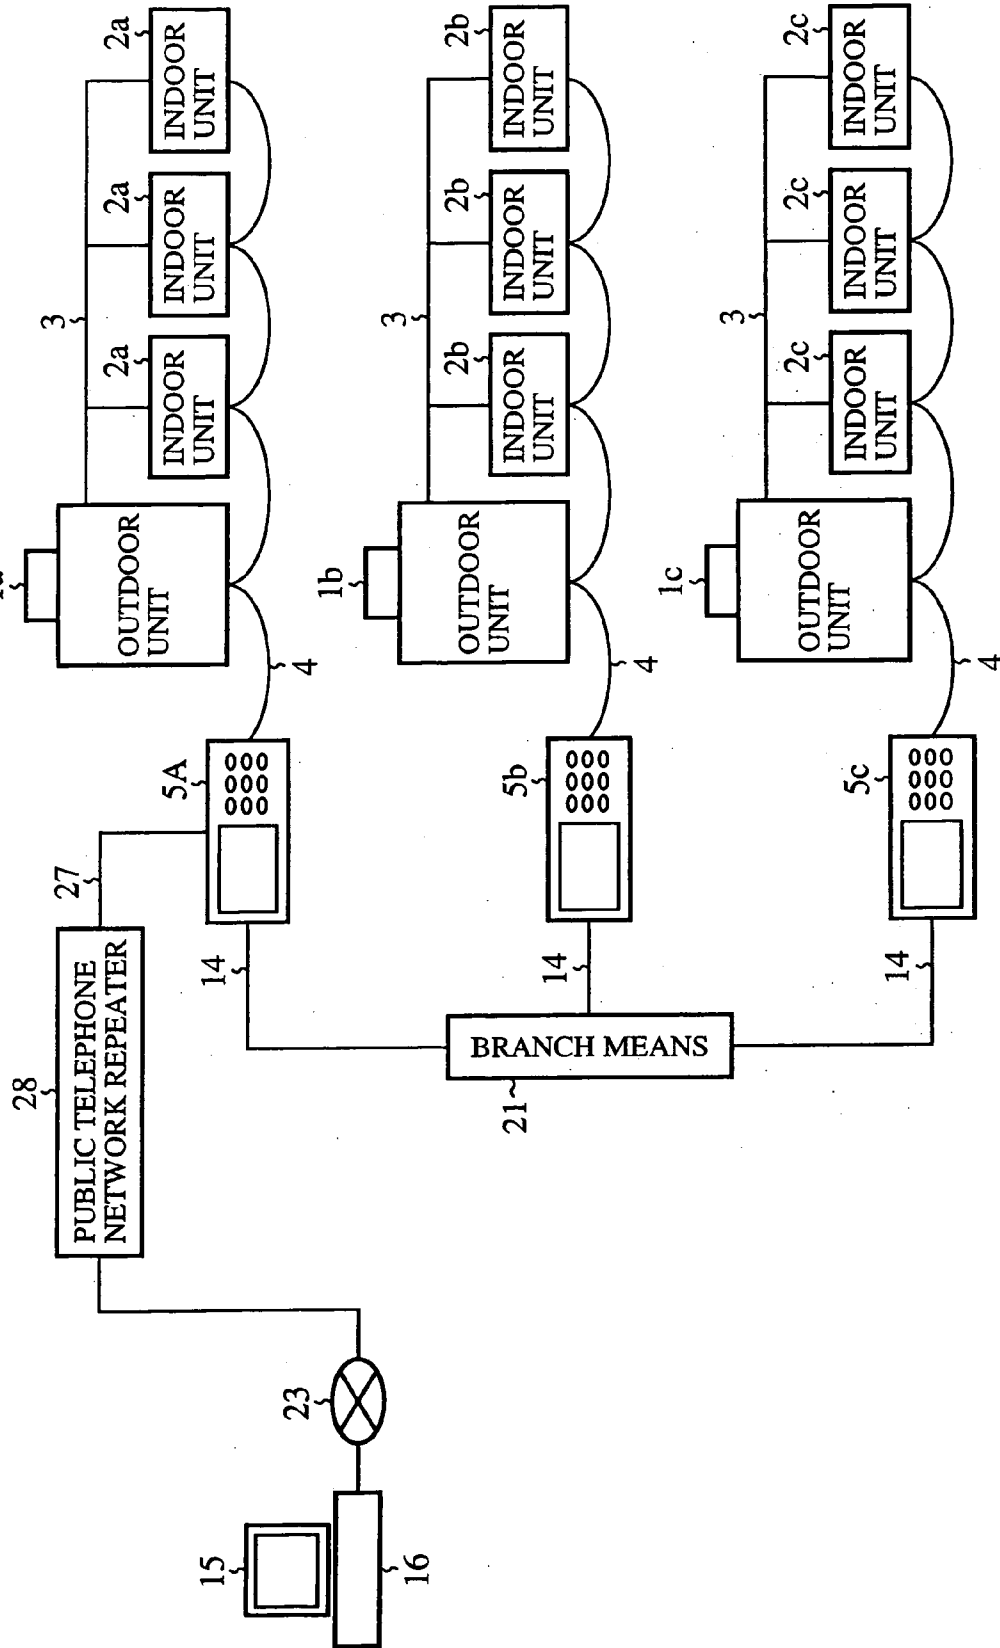 28
27
3
PUBLIC TELEPHONE
NETWORK REPEATER
2a
2a
2a
OUTDOOR
UNIT
INDOOR
UNIT
INDOOR
UNIT
INDOOR
UNIT
5A
14
4
15
23
16
1b
3
2b
2b
2b
OUTDOOR
UNIT
INDOOR
UNIT
INDOOR
UNIT
INDOOR
UNIT
5b
14
4
BRANCH MEANS
21
1c
3
2c
2c
2c
OUTDOOR
UNIT
INDOOR
UNIT
INDOOR
UNIT
INDOOR
UNIT
5c
14
4